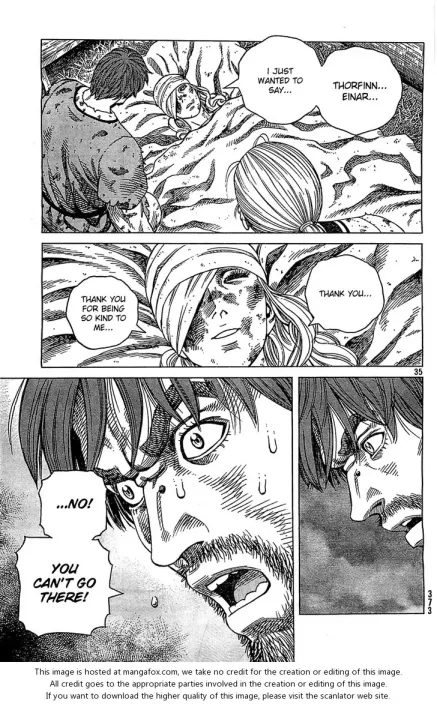 THORFINN...
EINAR...
I JUST
WANTED TO
SAY...
THANK YOU...
THANK YOU
FOR BEING
SO KIND TO
ME...
35
...NO!
YOU
CAN'T GO
THERE!
373
This image is hosted at mangafox.com, we take no credit for the creation or editing of this image.
All credit goes to the appropriate parties involved in the creation or editing of this image.
If you want to download the higher quality of this image, please visit the scanlator web site.